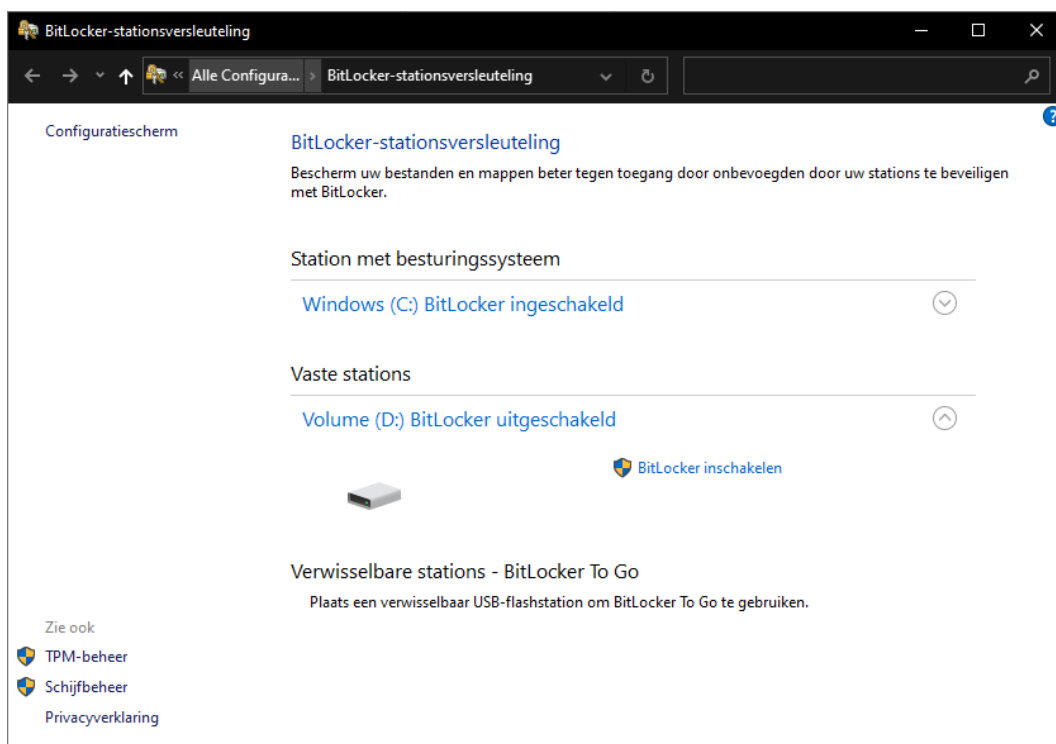 BitLocker-stationsversleuteling
« Alle Configura... > BitLocker-stationsversleuteling
?
Configuratiescherm
BitLocker-stationsversleuteling
Bescherm uw bestanden en mappen beter tegen toegang door onbevoegden door uw stations te beveiligen
met BitLocker.
Station met besturingssysteem
Windows (C:) BitLocker ingeschakeld
Vaste stations
Volume (D:) BitLocker uitgeschakeld
BitLocker inschakelen
Verwisselbare stations - BitLocker To Go
Plaats een verwisselbaar USB-flashstation om BitLocker To Go te gebruiken.
Zie ook
TPM-beheer
Schijfbeheer
Privacyverklaring